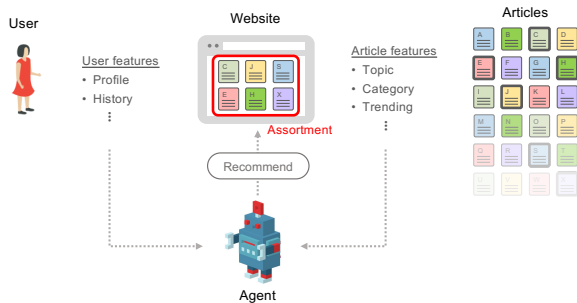 User
Website
Articles
User features
• Profile
• History
⋮
C J S
E H X
Assortment
Article features
• Topic
• Category
• Trending
⋮
A B C D
E F G H
I J K L
M N O P
Q R S T
Recommend
Agent